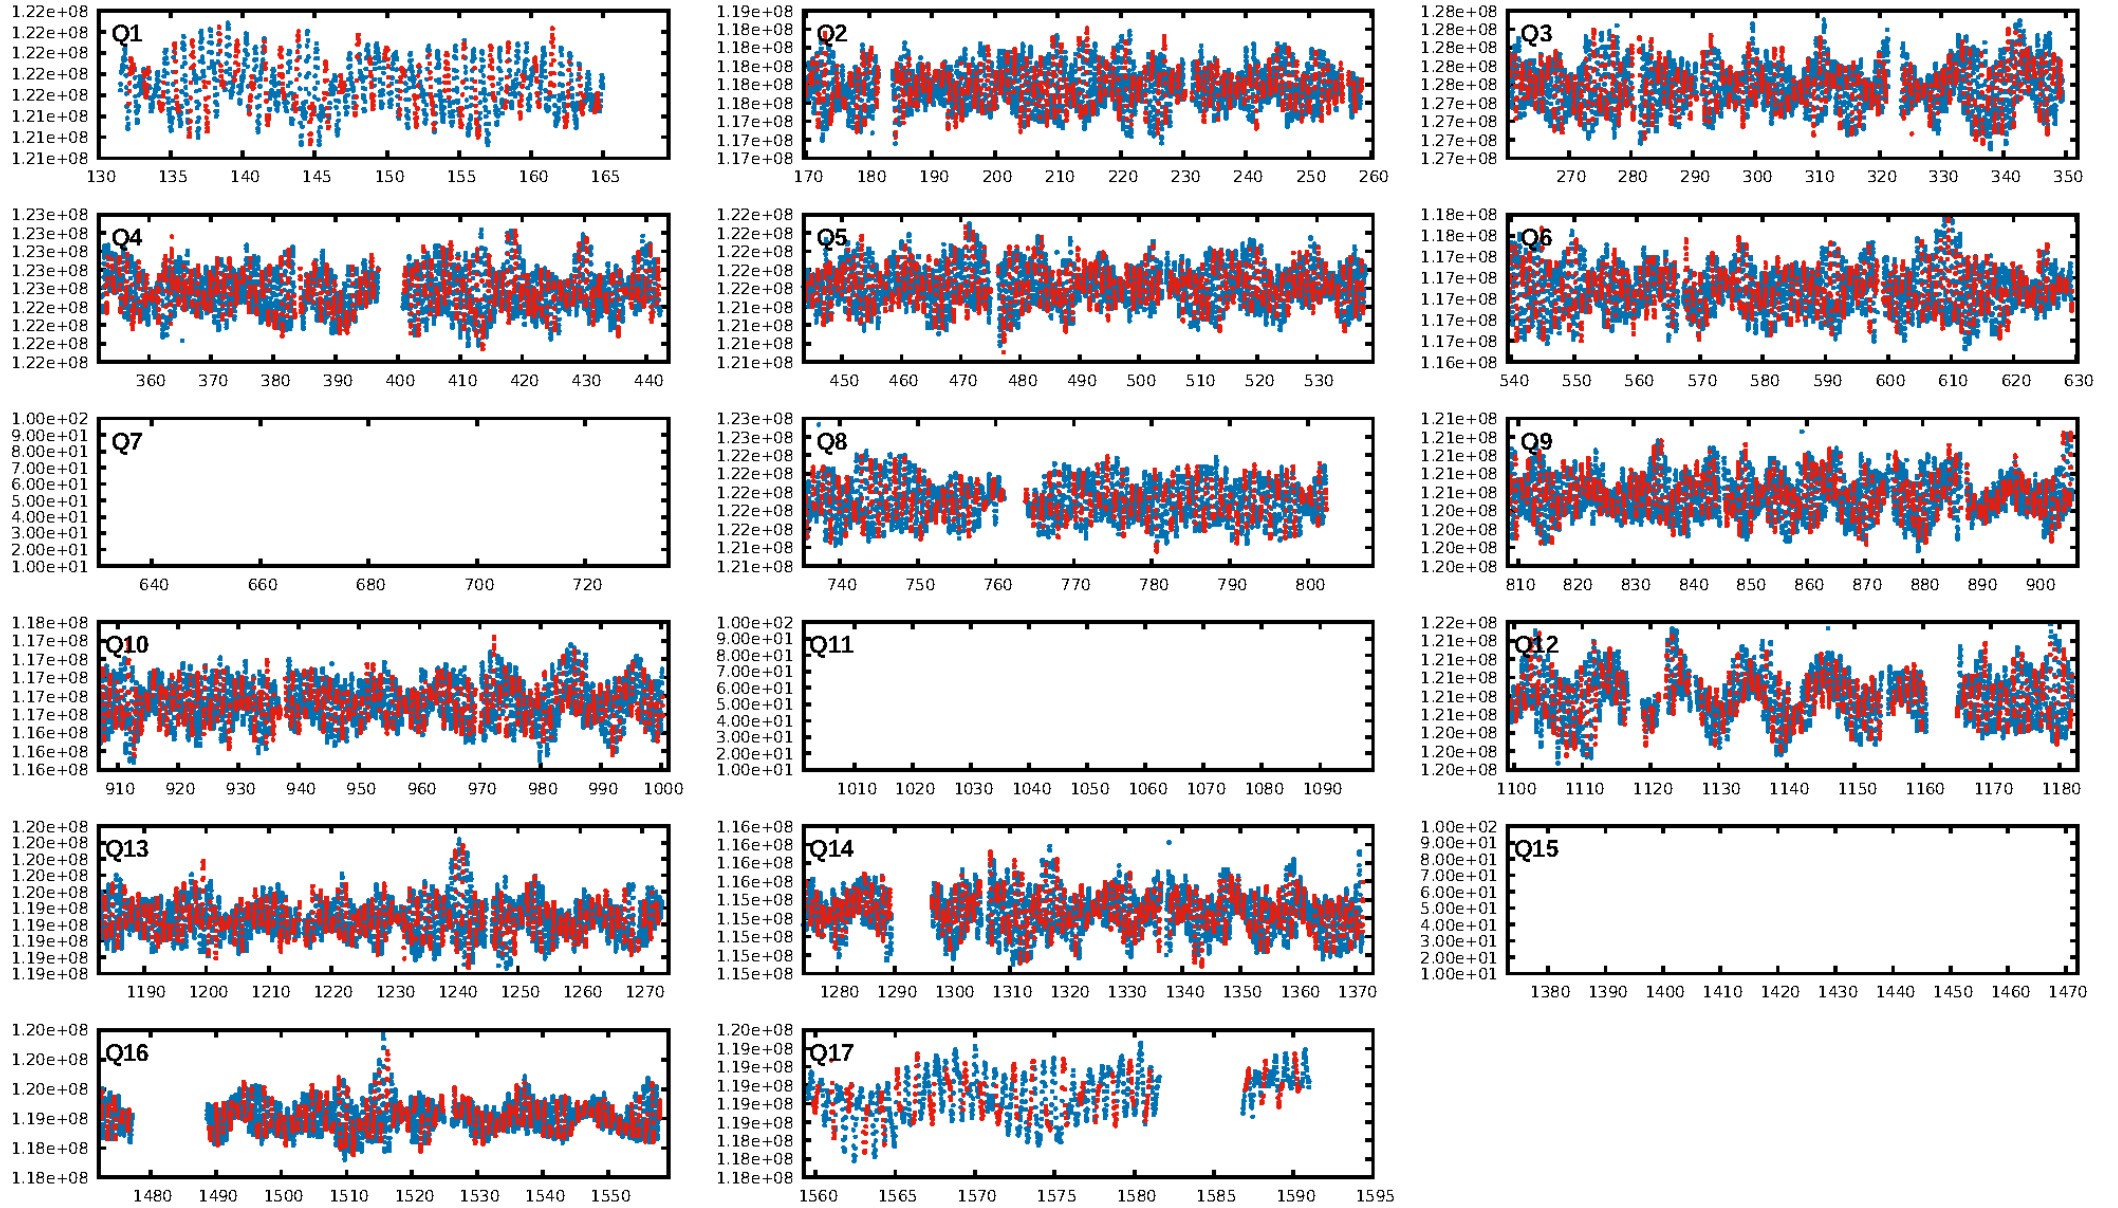 1.22e+08 1.22e+08 1.22e+08 1.22e+08 1.22e+08 1.21e+08 1.21e+08 1.21e+08
Q1
130 135 140 145 150 155 160 165
1.19e+08 1.18e+08 1.18e+08 1.18e+08 1.18e+08 1.18e+08 1.17e+08 1.17e+08 1.17e+08
Q2
170 180 190 200 210 220 230 240 250 260
1.28e+08 1.28e+08 1.28e+08 1.28e+08 1.28e+08 1.27e+08 1.27e+08 1.27e+08 1.27e+08
Q3
270 280 290 300 310 320 330 340 350
1.23e+08 1.23e+08 1.23e+08 1.23e+08 1.23e+08 1.22e+08 1.22e+08 1.22e+08 1.22e+08
Q4
360 370 380 390 400 410 420 430 440
1.22e+08 1.22e+08 1.22e+08 1.22e+08 1.22e+08 1.21e+08 1.21e+08 1.21e+08 1.21e+08
Q5
450 460 470 480 490 500 510 520 530
1.18e+08 1.18e+08 1.17e+08 1.17e+08 1.17e+08 1.17e+08 1.17e+08 1.16e+08
Q6
540 550 560 570 580 590 600 610 620 630
1.00e+02 9.00e+01 8.00e+01 7.00e+01 6.00e+01 5.00e+01 4.00e+01 3.00e+01 2.00e+01 1.00e+01
Q7
640 660 680 700 720
1.23e+08 1.23e+08 1.22e+08 1.22e+08 1.22e+08 1.22e+08 1.22e+08 1.21e+08 1.21e+08
Q8
740 750 760 770 780 790 800
1.21e+08 1.21e+08 1.21e+08 1.21e+08 1.21e+08 1.20e+08 1.20e+08 1.20e+08 1.20e+08
Q9
810 820 830 840 850 860 870 880 890 900
1.18e+08 1.17e+08 1.17e+08 1.17e+08 1.17e+08 1.17e+08 1.16e+08 1.16e+08 1.16e+08
Q10
910 920 930 940 950 960 970 980 990 1000
1.00e+02 9.00e+01 8.00e+01 7.00e+01 6.00e+01 5.00e+01 4.00e+01 3.00e+01 2.00e+01 1.00e+01
Q11
1010 1020 1030 1040 1050 1060 1070 1080 1090
1.22e+08 1.21e+08 1.21e+08 1.21e+08 1.21e+08 1.21e+08 1.20e+08 1.20e+08 1.20e+08
Q12
1100 1110 1120 1130 1140 1150 1160 1170 1180
1.20e+08 1.20e+08 1.20e+08 1.20e+08 1.20e+08 1.19e+08 1.19e+08 1.19e+08 1.19e+08 1.19e+08
Q13
1190 1200 1210 1220 1230 1240 1250 1260 1270
1.16e+08 1.16e+08 1.16e+08 1.16e+08 1.15e+08 1.15e+08 1.15e+08 1.15e+08 1.15e+08
Q14
1280 1290 1300 1310 1320 1330 1340 1350 1360 1370
1.00e+02 9.00e+01 8.00e+01 7.00e+01 6.00e+01 5.00e+01 4.00e+01 3.00e+01 2.00e+01 1.00e+01
Q15
1380 1390 1400 1410 1420 1430 1440 1450 1460 1470
1.20e+08 1.20e+08 1.20e+08 1.19e+08 1.18e+08 1.18e+08
Q16
1480 1490 1500 1510 1520 1530 1540 1550
1.20e+08 1.19e+08 1.19e+08 1.19e+08 1.19e+08 1.19e+08 1.18e+08 1.18e+08 1.18e+08
Q17
1560 1565 1570 1575 1580 1585 1590 1595